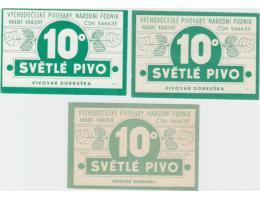 VÝCHODOČESKÉ PIVOVARY, NÁRODNÍ PODNIK
HRADEC KRÁLOVÉ ČSN 566635
10°
SVĚTLÉ PIVO
PIVOVAR DOBRUŠKA
VÝCHODOČESKÉ PIVOVARY, NÁRODNÍ PODNIK
HRADEC KRÁLOVÉ ČSN 566635
10°
SVĚTLÉ PIVO
PIVOVAR DOBRUŠKA
VÝCHODOČESKÉ PIVOVARY, NÁRODNÍ PODNIK
HRADEC KRÁLOVÉ ČSN 566635
10°
SVĚTLÉ PIVO
PIVOVAR DOBRUŠKA